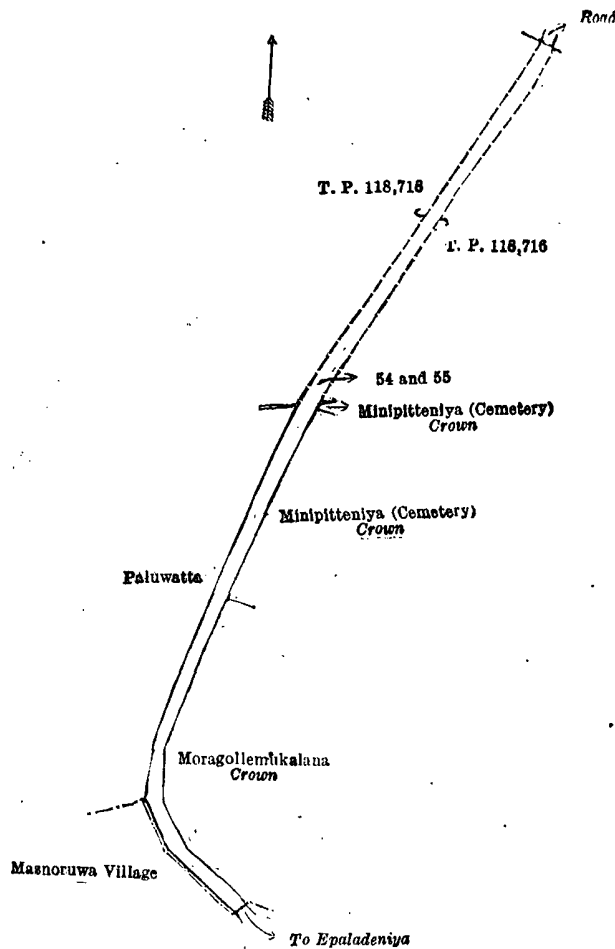 Road
T. P. 118,716
T. P. 118,716
54 and 55
Minipitteniya (Cemetery)
Crown
Minipitteniya (Cemetery)
Crown
Paluwatta
Moragollemukalana
Crown
Masnoruwa Village
To Epaladeniya